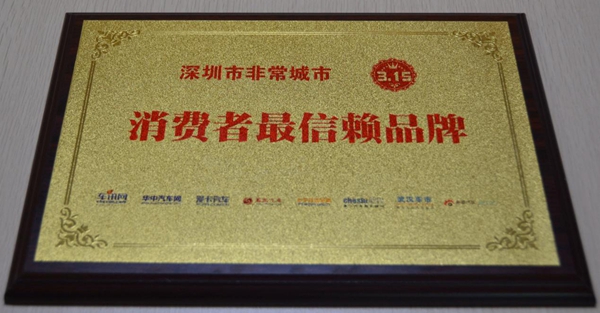 深圳市非常城市
3.15
消费者最信赖品牌
车讯网 华中汽车网 爱卡汽车